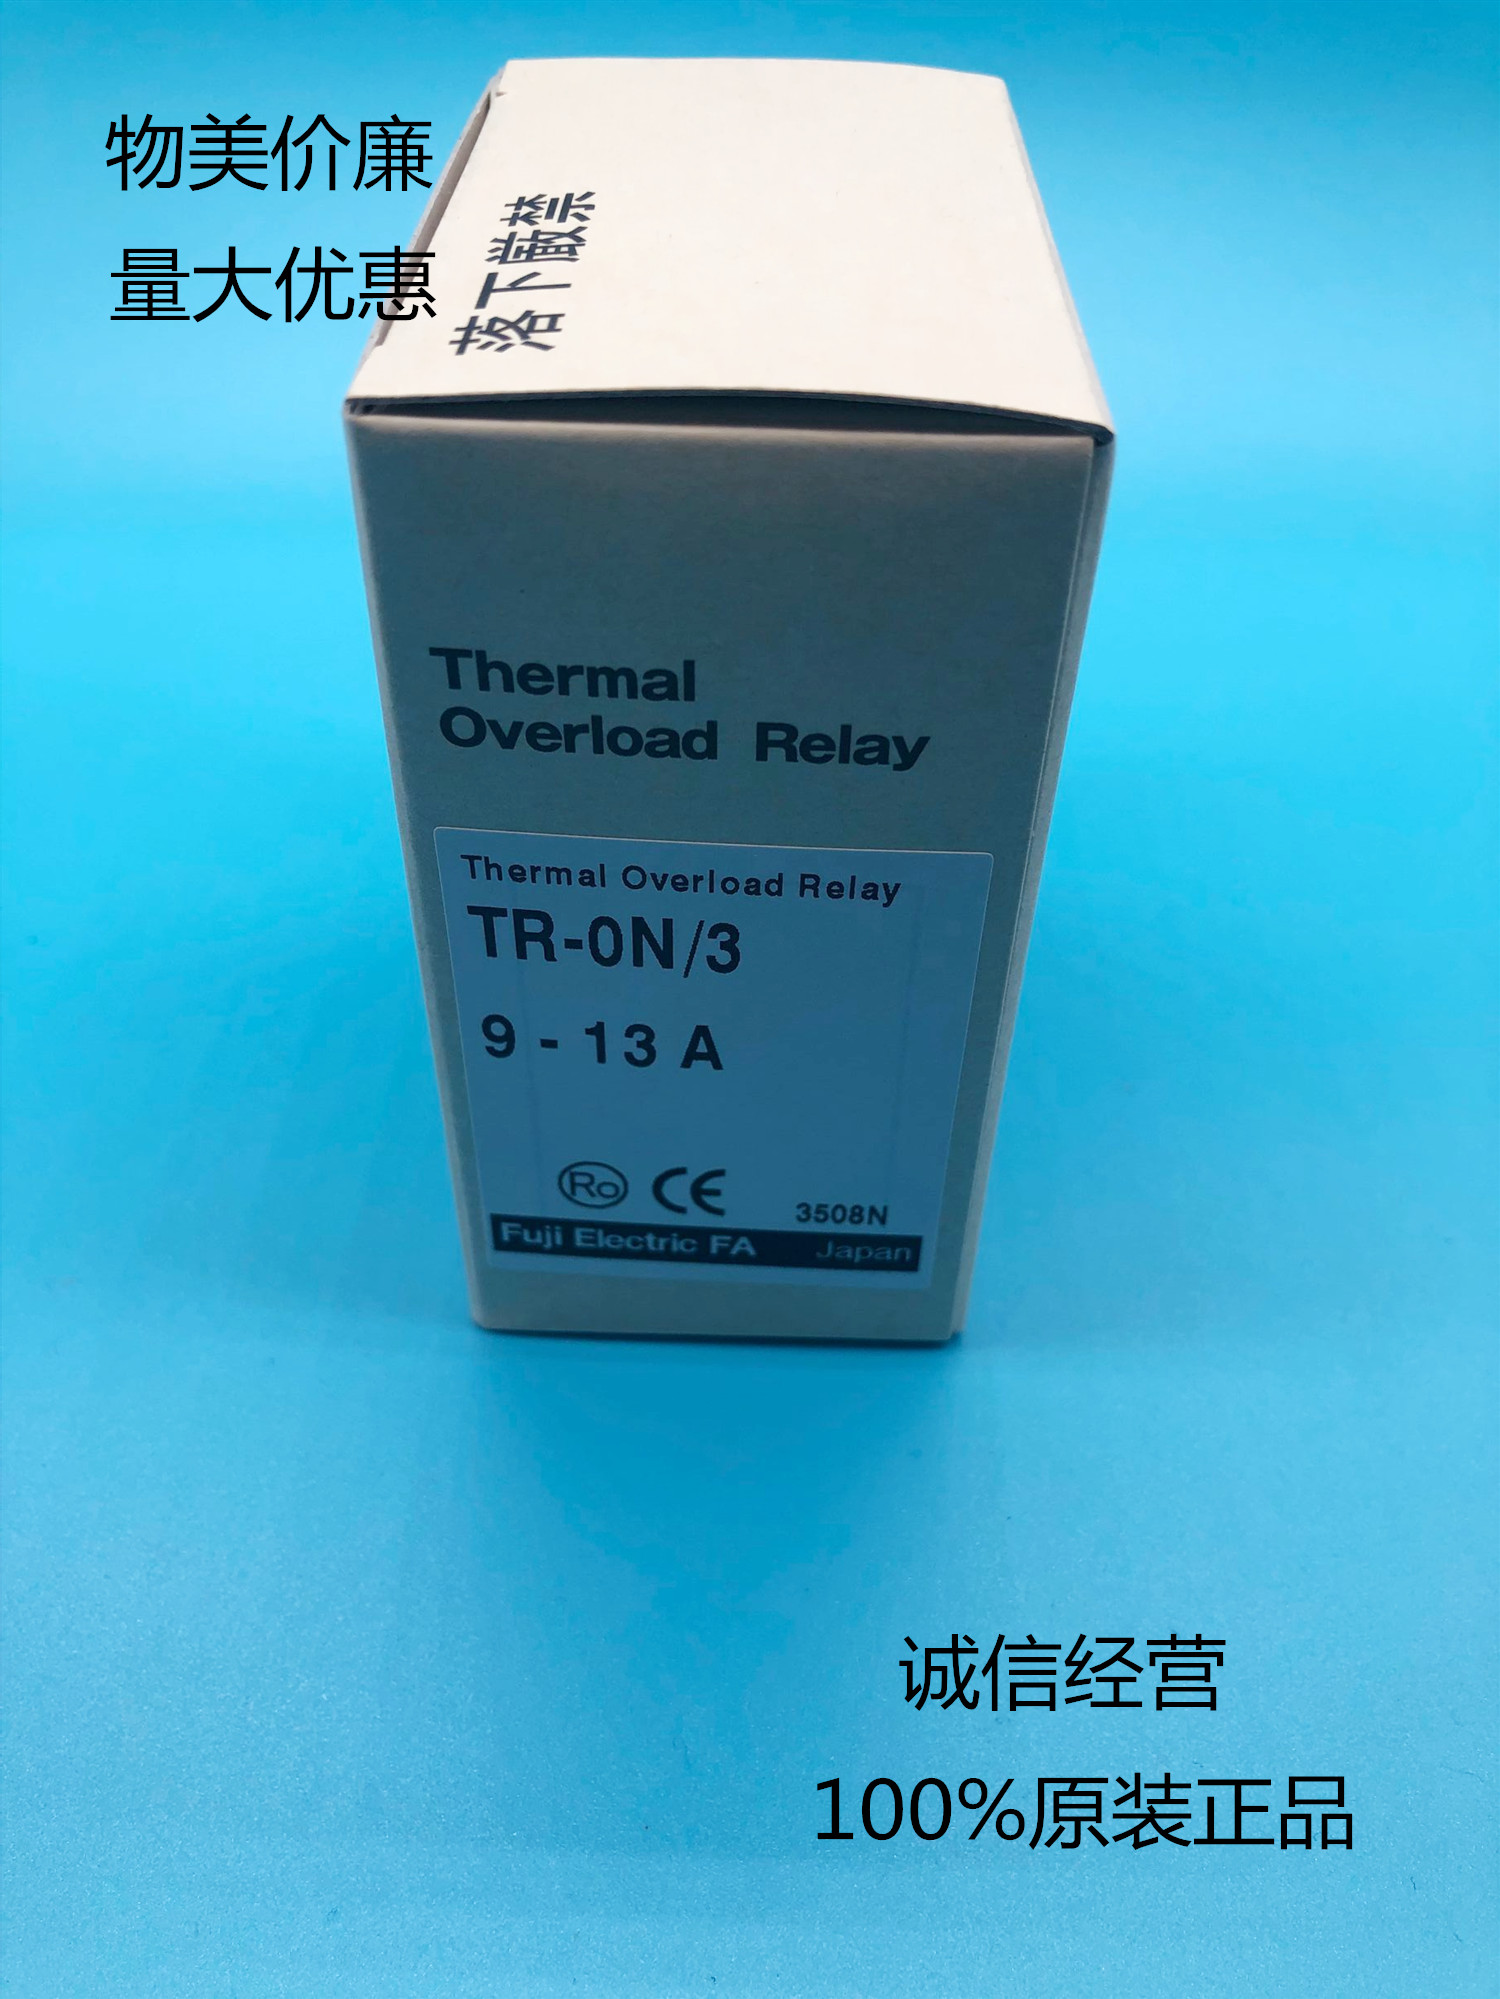 物美价廉
量大优惠
落下厳禁
Thermal
Overload Relay
Thermal Overload Relay
TR-0N/3
9 - 13 A
Ro CE 3508N
Fuji Electric FA Japan
诚信经营
100%原装正品